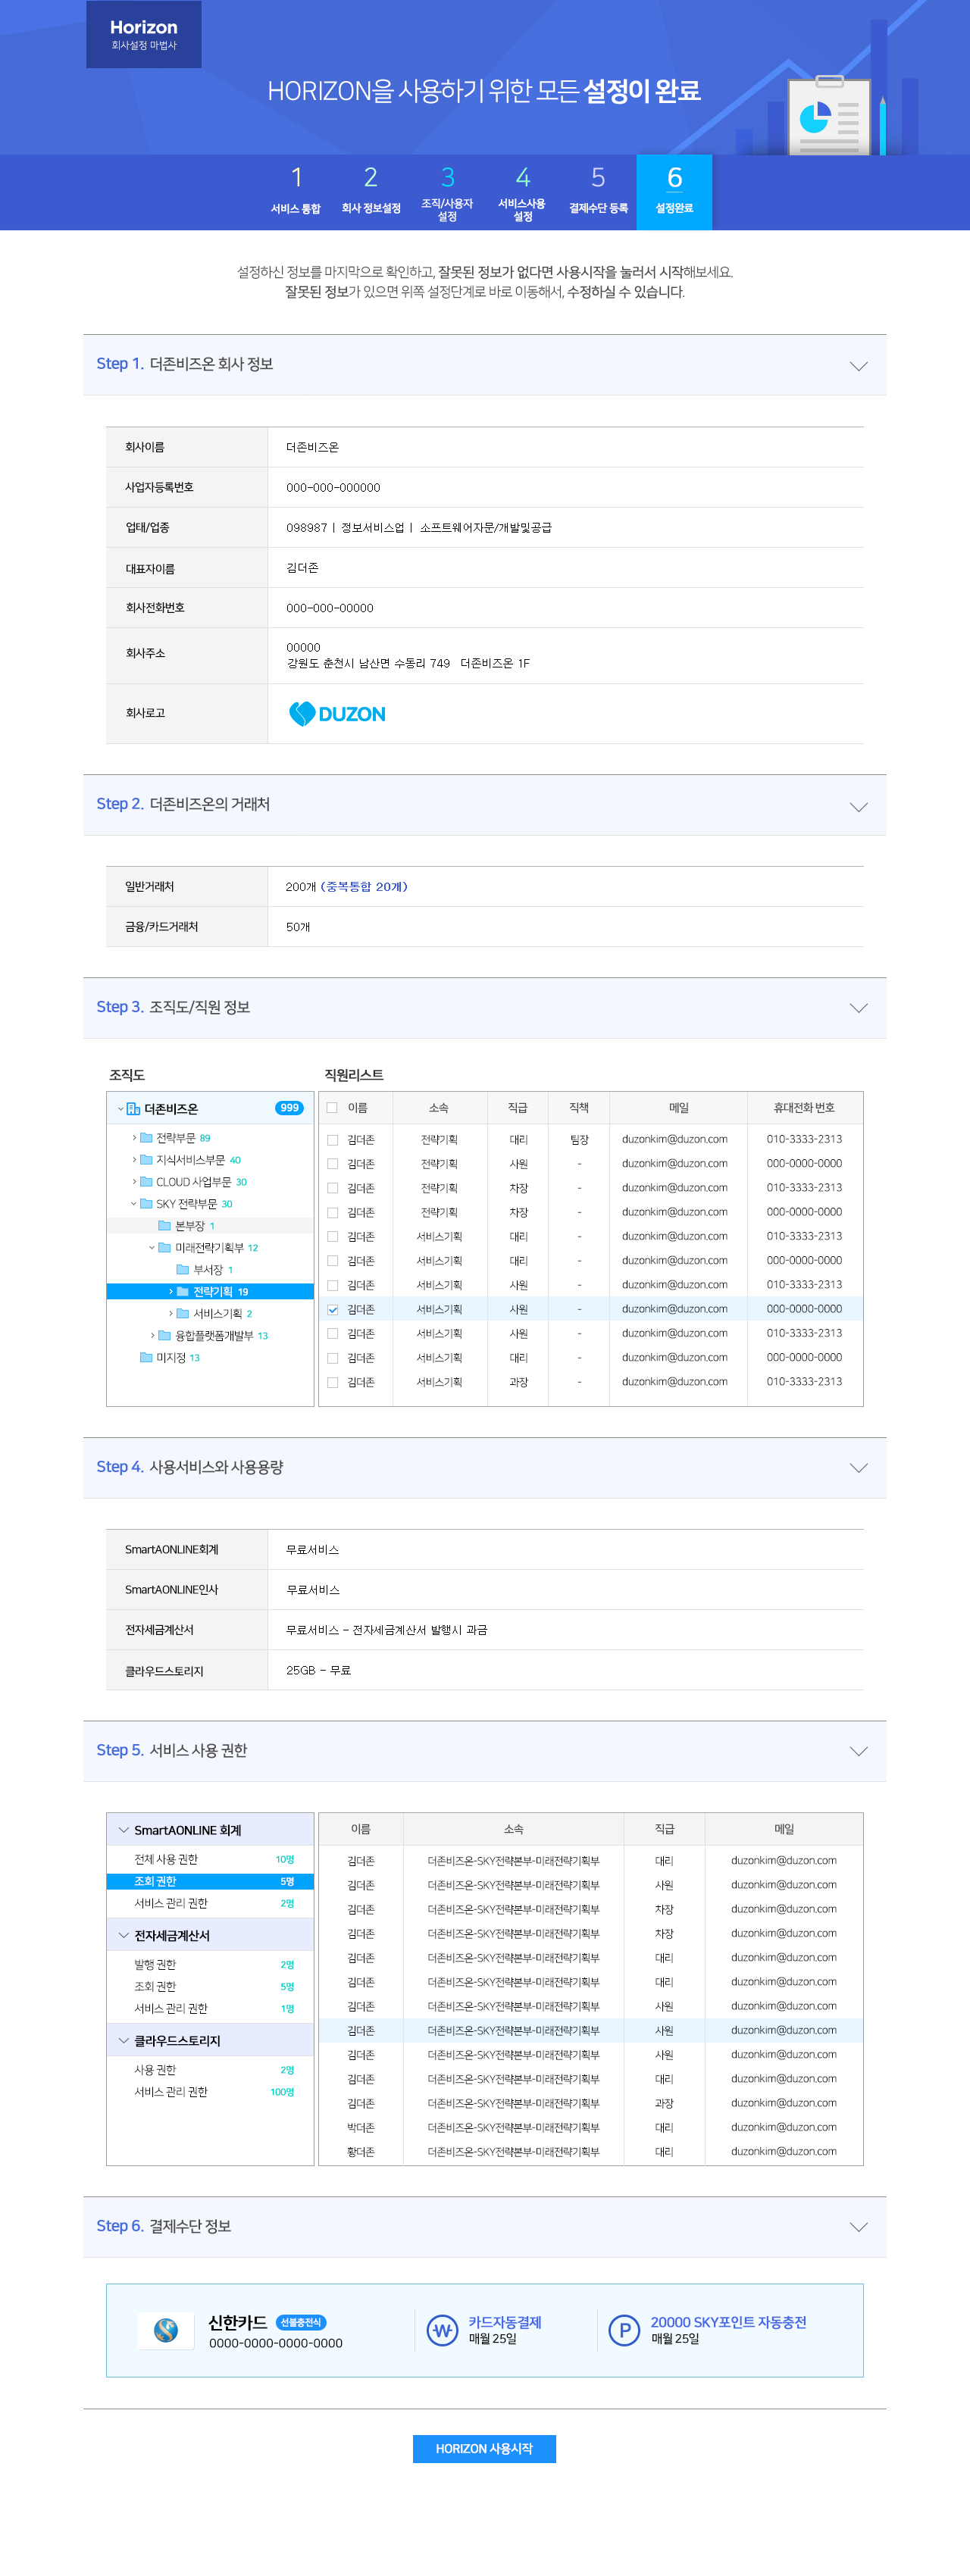 Horizon
회사설정 마법사
HORIZON을 사용하기 위한 모든 설정이 완료
1 2 3 4 5 6
서비스 통합 회사 정보설정 조직/사용자 설정 서비스사용 설정 결제수단 등록 설정완료
설정하신 정보를 마지막으로 확인하고, 잘못된 정보가 없다면 사용시작을 눌러서 시작해보세요.
잘못된 정보가 있으면 위쪽 설정단계로 바로 이동해서, 수정하실 수 있습니다.
Step 1. 더존비즈온 회사 정보
회사이름 더존비즈온
사업자등록번호 000-000-000000
업태/업종 098987 | 정보서비스업 | 소프트웨어자문/개발및공급
대표자이름 김더존
회사전화번호 000-000-00000
회사주소 00000
강원도 춘천시 남산면 수동리 749 더존비즈온 1F
회사로고 DUZON
Step 2. 더존비즈온의 거래처
일반거래처 200개 (중복통합 20개)
금융/카드거래처 50개
Step 3. 조직도/직원 정보
조직도
더존비즈온 999
전략부문 89
지식서비스부문 40
CLOUD 사업부문 30
SKY 전략부문 30
본부장 1
미래전략기획부 12
부서장 1
전략기획 19
서비스기획 2
융합플랫폼개발부 13
미지정 13
직원리스트
이름 소속 직급 직책 메일 휴대전화 번호
김더존 전략기획 대리 팀장 duzonkim@duzon.com 010-3333-2313
김더존 전략기획 사원 - duzonkim@duzon.com 000-0000-0000
김더존 전략기획 차장 - duzonkim@duzon.com 010-3333-2313
김더존 전략기획 차장 - duzonkim@duzon.com 000-0000-0000
김더존 서비스기획 대리 - duzonkim@duzon.com 010-3333-2313
김더존 서비스기획 대리 - duzonkim@duzon.com 000-0000-0000
김더존 서비스기획 사원 - duzonkim@duzon.com 010-3333-2313
김더존 서비스기획 사원 - duzonkim@duzon.com 000-0000-0000
김더존 서비스기획 사원 - duzonkim@duzon.com 010-3333-2313
김더존 서비스기획 대리 - duzonkim@duzon.com 000-0000-0000
김더존 서비스기획 과장 - duzonkim@duzon.com 010-3333-2313
Step 4. 사용서비스와 사용용량
SmartAONLINE회계 무료서비스
SmartAONLINE인사 무료서비스
전자세금계산서 무료서비스 - 전자세금계산서 발행시 과금
클라우드스토리지 25GB - 무료
Step 5. 서비스 사용 권한
SmartAONLINE 회계
전체 사용 권한 10명
조회 권한 5명
서비스 관리 권한 2명
전자세금계산서
발행 권한 2명
조회 권한 5명
서비스 관리 권한 1명
클라우드스토리지
사용 권한 2명
서비스 관리 권한 100명
이름 소속 직급 메일
김더존 더존비즈온-SKY전략본부-미래전략기획부 대리 duzonkim@duzon.com
김더존 더존비즈온-SKY전략본부-미래전략기획부 사원 duzonkim@duzon.com
김더존 더존비즈온-SKY전략본부-미래전략기획부 차장 duzonkim@duzon.com
김더존 더존비즈온-SKY전략본부-미래전략기획부 차장 duzonkim@duzon.com
김더존 더존비즈온-SKY전략본부-미래전략기획부 대리 duzonkim@duzon.com
김더존 더존비즈온-SKY전략본부-미래전략기획부 대리 duzonkim@duzon.com
김더존 더존비즈온-SKY전략본부-미래전략기획부 사원 duzonkim@duzon.com
김더존 더존비즈온-SKY전략본부-미래전략기획부 사원 duzonkim@duzon.com
김더존 더존비즈온-SKY전략본부-미래전략기획부 사원 duzonkim@duzon.com
김더존 더존비즈온-SKY전략본부-미래전략기획부 대리 duzonkim@duzon.com
김더존 더존비즈온-SKY전략본부-미래전략기획부 과장 duzonkim@duzon.com
박더존 더존비즈온-SKY전략본부-미래전략기획부 대리 duzonkim@duzon.com
황더존 더존비즈온-SKY전략본부-미래전략기획부 대리 duzonkim@duzon.com
Step 6. 결제수단 정보
신한카드 선불충전식
0000-0000-0000-0000
₩ 카드자동결제
매월 25일
P 20000 SKY포인트 자동충전
매월 25일
HORIZON 사용시작